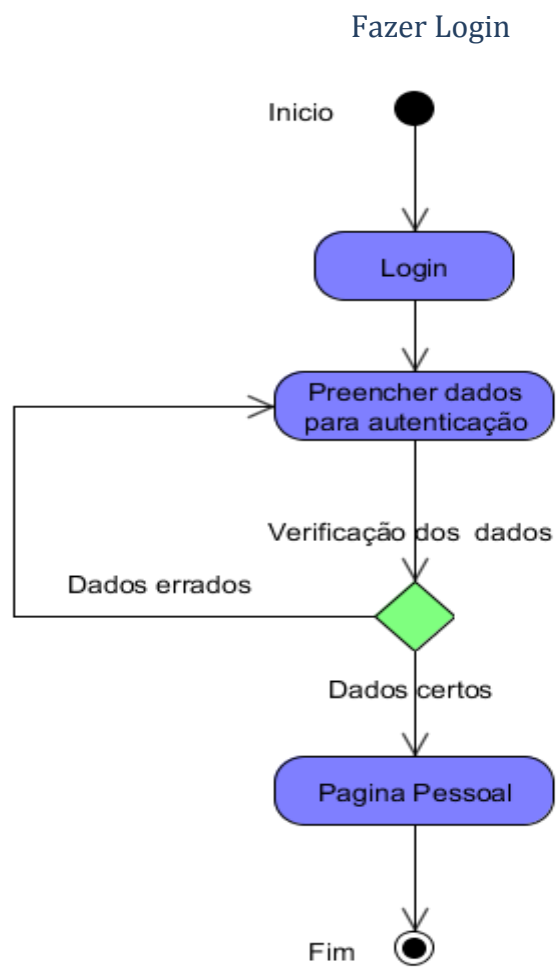 Fazer Login
Inicio
Login
Preencher dados
para autenticação
Verificação dos dados
Dados errados
Dados certos
Pagina Pessoal
Fim